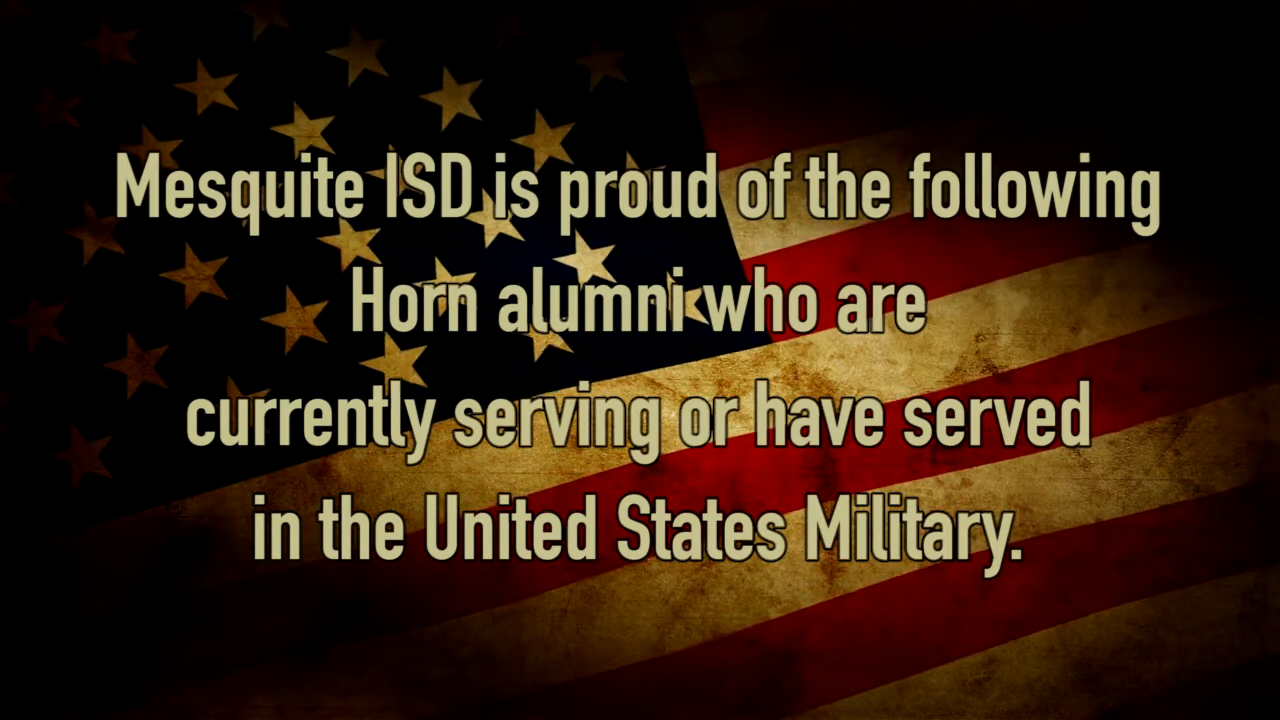 Mesquite ISD is proud of the following
Horn alumni who are
currently serving or have served
in the United States Military.